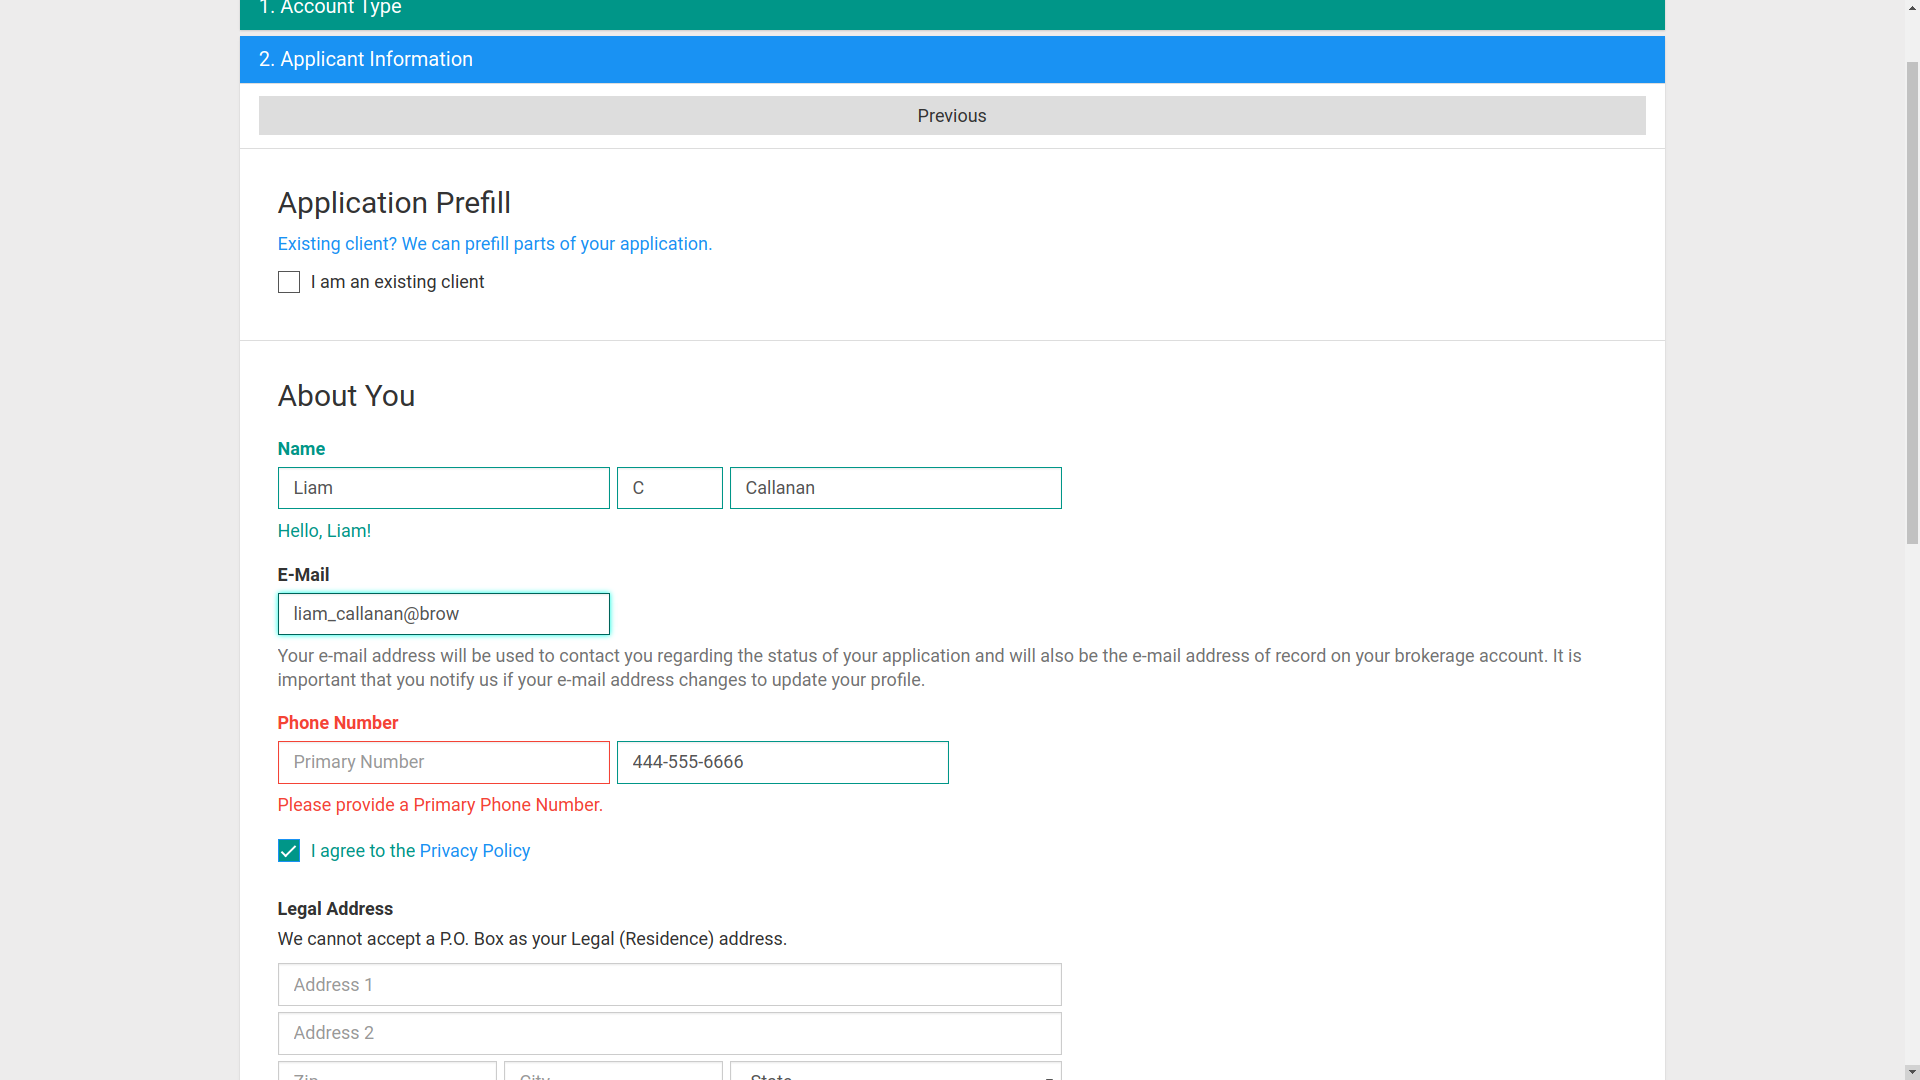 1. Account Type
2. Applicant Information
Previous
Application Prefill
Existing client? We can prefill parts of your application.
I am an existing client
About You
Name
Liam C Callanan
Hello, Liam!
E-Mail
liam_callanan@brow
Your e-mail address will be used to contact you regarding the status of your application and will also be the e-mail address of record on your brokerage account. It is
important that you notify us if your e-mail address changes to update your profile.
Phone Number
Primary Number 444-555-6666
Please provide a Primary Phone Number.
I agree to the Privacy Policy
Legal Address
We cannot accept a P.O. Box as your Legal (Residence) address.
Address 1
Address 2
Zip City State